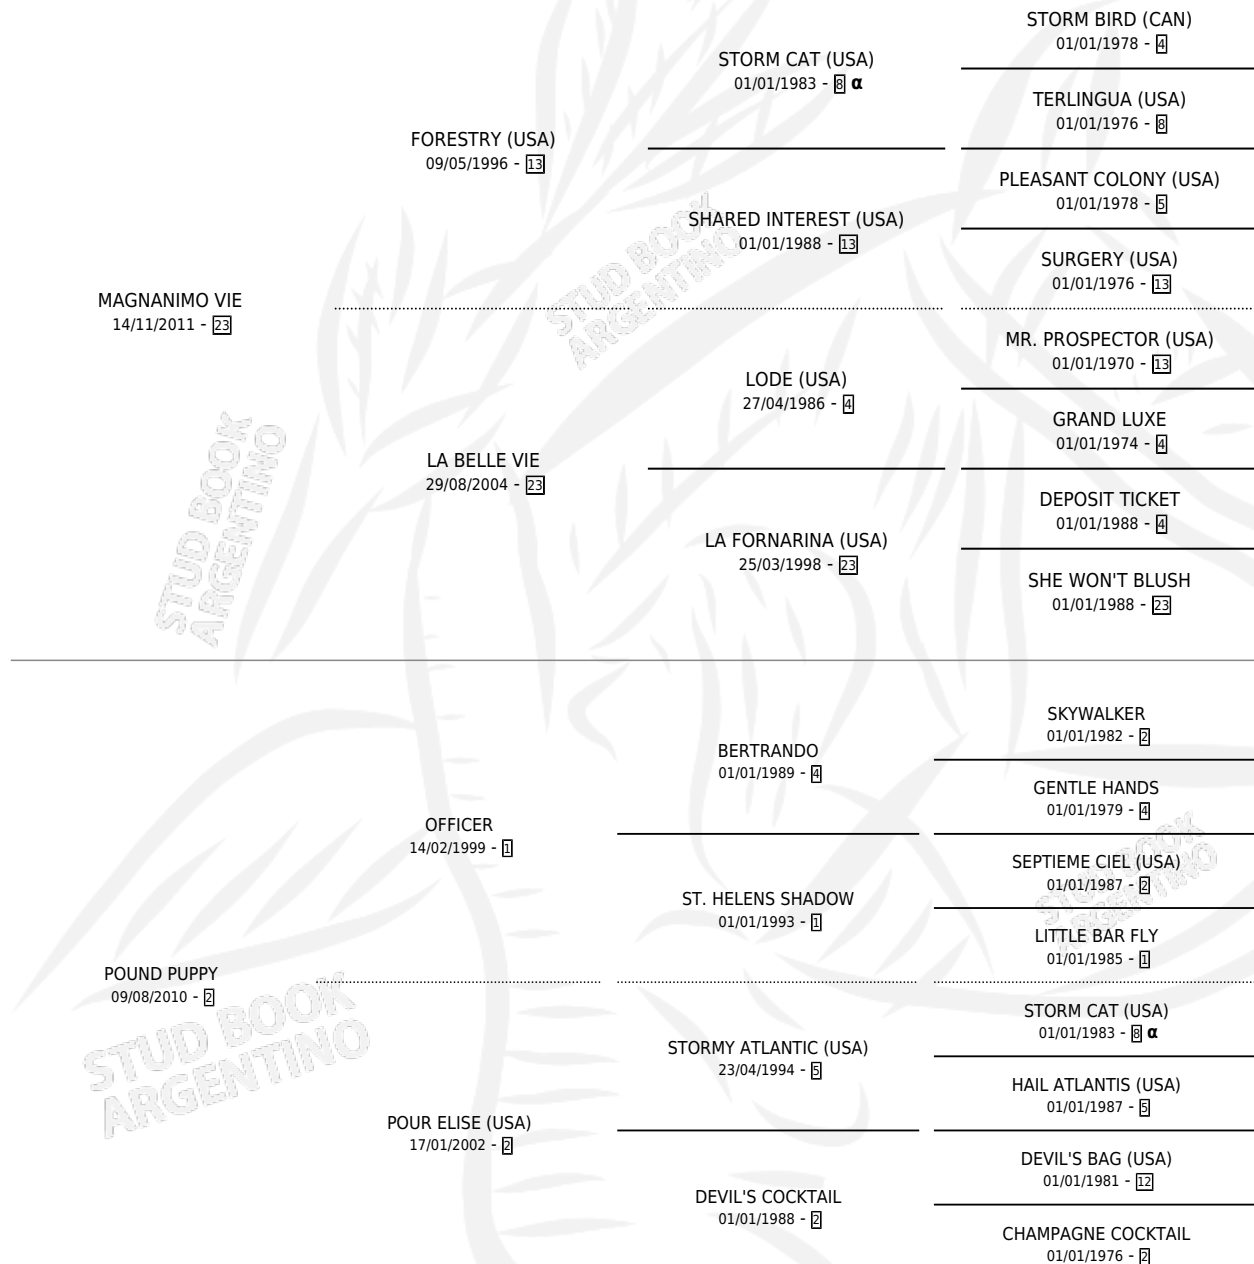 STORM BIRD (CAN)
01/01/1978 - 4
STORM CAT (USA)
01/01/1983 - 8 α
TERLINGUA (USA)
01/01/1976 - 8
FORESTRY (USA)
09/05/1996 - 13
PLEASANT COLONY (USA)
01/01/1978 - 5
SHARED INTEREST (USA)
01/01/1988 - 13
SURGERY (USA)
01/01/1976 - 13
MAGNANIMO VIE
14/11/2011 - 23
MR. PROSPECTOR (USA)
01/01/1970 - 13
LODE (USA)
27/04/1986 - 4
GRAND LUXE
01/01/1974 - 4
LA BELLE VIE
29/08/2004 - 23
DEPOSIT TICKET
01/01/1988 - 4
LA FORNARINA (USA)
25/03/1998 - 23
SHE WON'T BLUSH
01/01/1988 - 23
SKYWALKER
01/01/1982 - 2
BERTRANDO
01/01/1989 - 4
GENTLE HANDS
01/01/1979 - 4
OFFICER
14/02/1999 - 1
SEPTIEME CIEL (USA)
01/01/1987 - 2
ST. HELENS SHADOW
01/01/1993 - 1
LITTLE BAR FLY
01/01/1985 - 1
POUND PUPPY
09/08/2010 - 2
STORM CAT (USA)
01/01/1983 - 8 α
STORMY ATLANTIC (USA)
23/04/1994 - 5
HAIL ATLANTIS (USA)
01/01/1987 - 5
POUR ELISE (USA)
17/01/2002 - 2
DEVIL'S BAG (USA)
01/01/1981 - 12
DEVIL'S COCKTAIL
01/01/1988 - 2
CHAMPAGNE COCKTAIL
01/01/1976 - 2
STUD BOOK
ARGENTINO
STUD BOOK
ARGENTINO
STUD BOOK
ARGENTINO
STUD BOOK
ARGENTINO